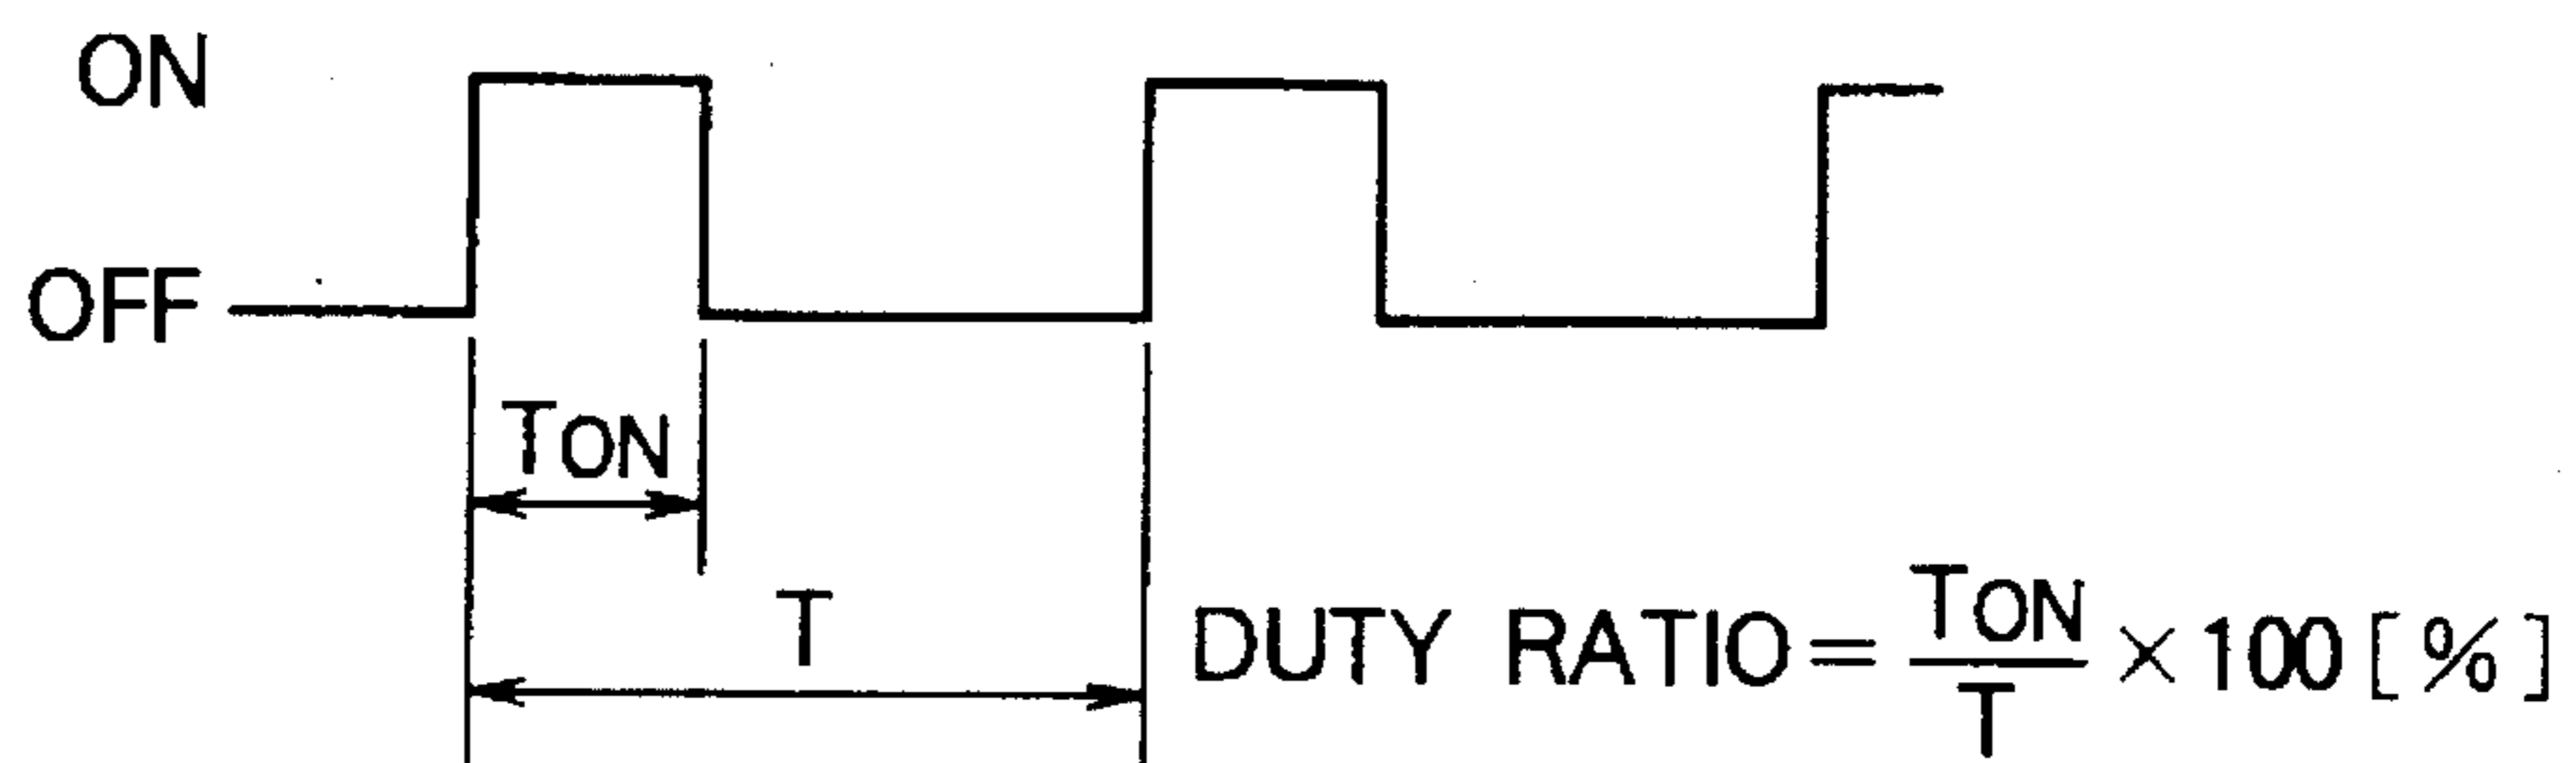 ON
OFF
TON
T
DUTY RATIO = TON/T × 100 [%]